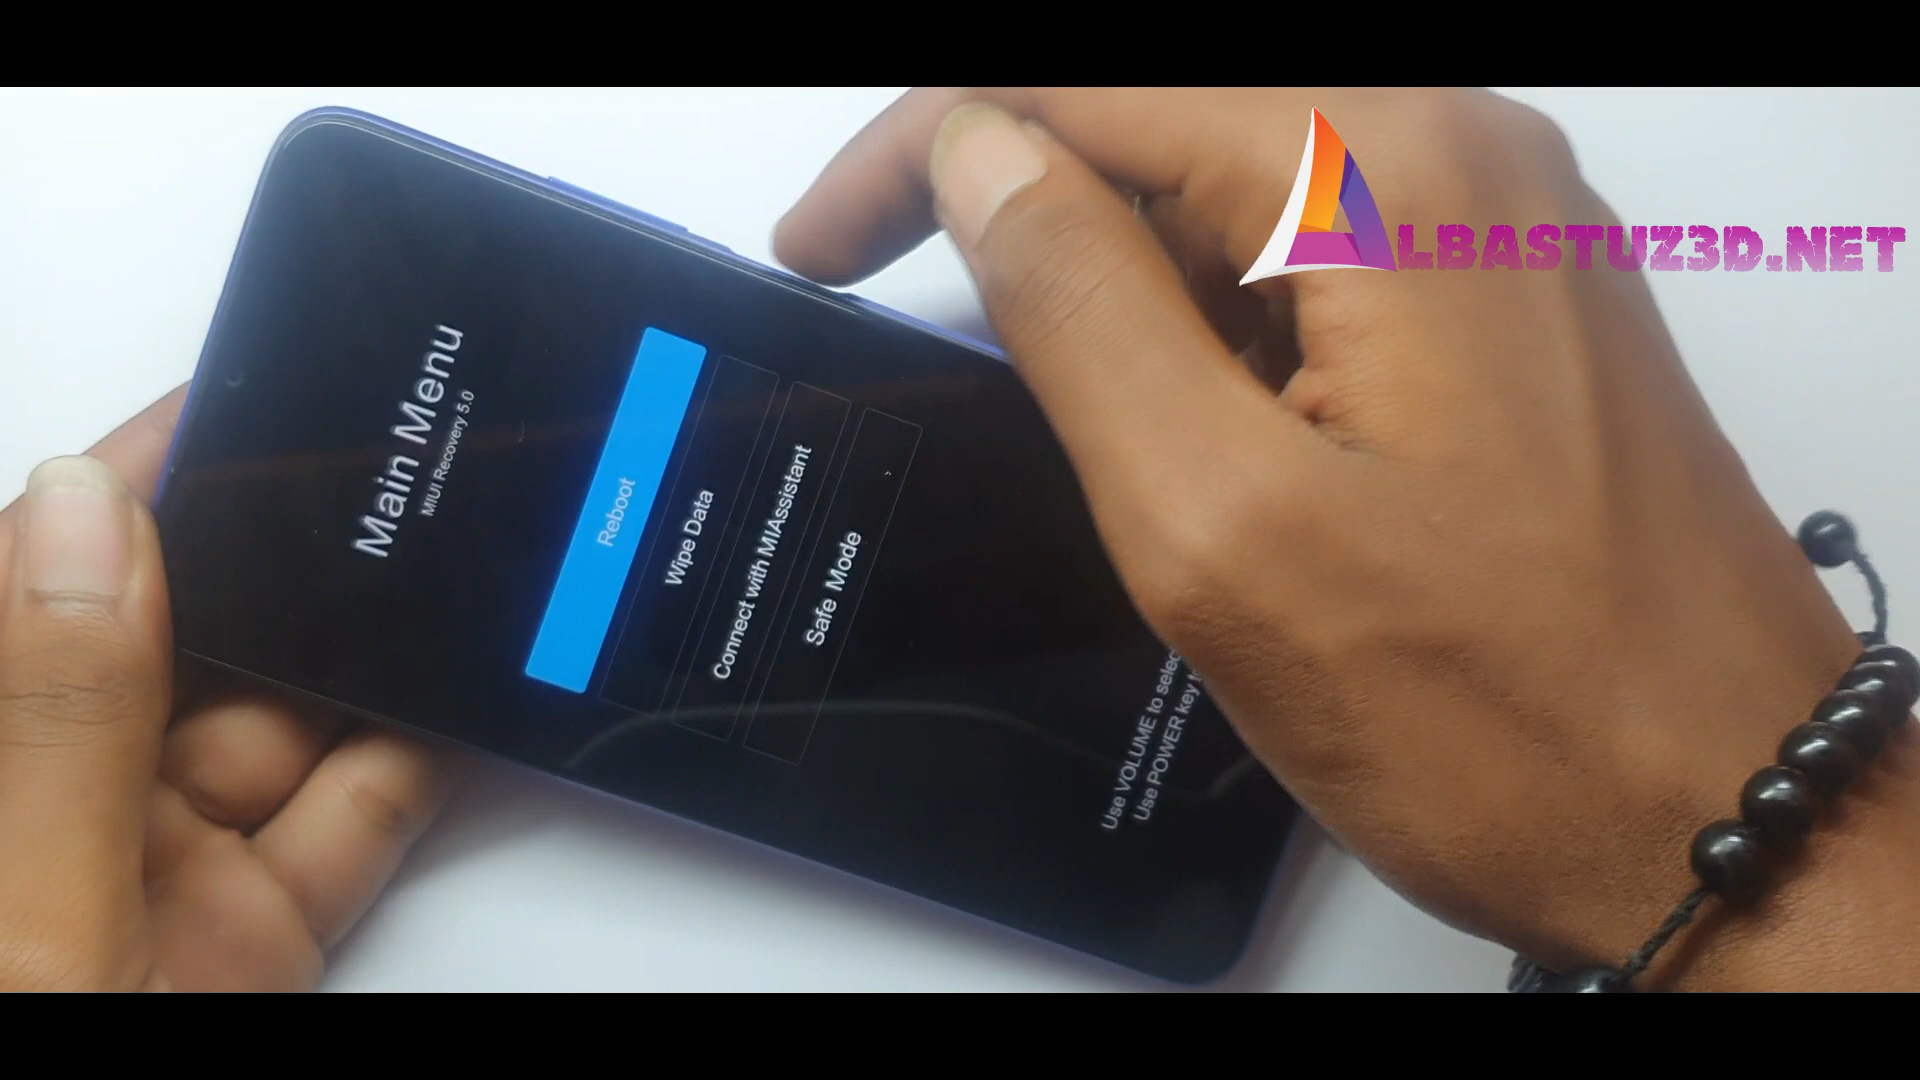 ALBASTUZ3D.NET
Main Menu
MIUI Recovery 5.0
Reboot
Wipe Data
Connect with MIAssistant
Safe Mode
Use VOLUME to select
Use POWER key